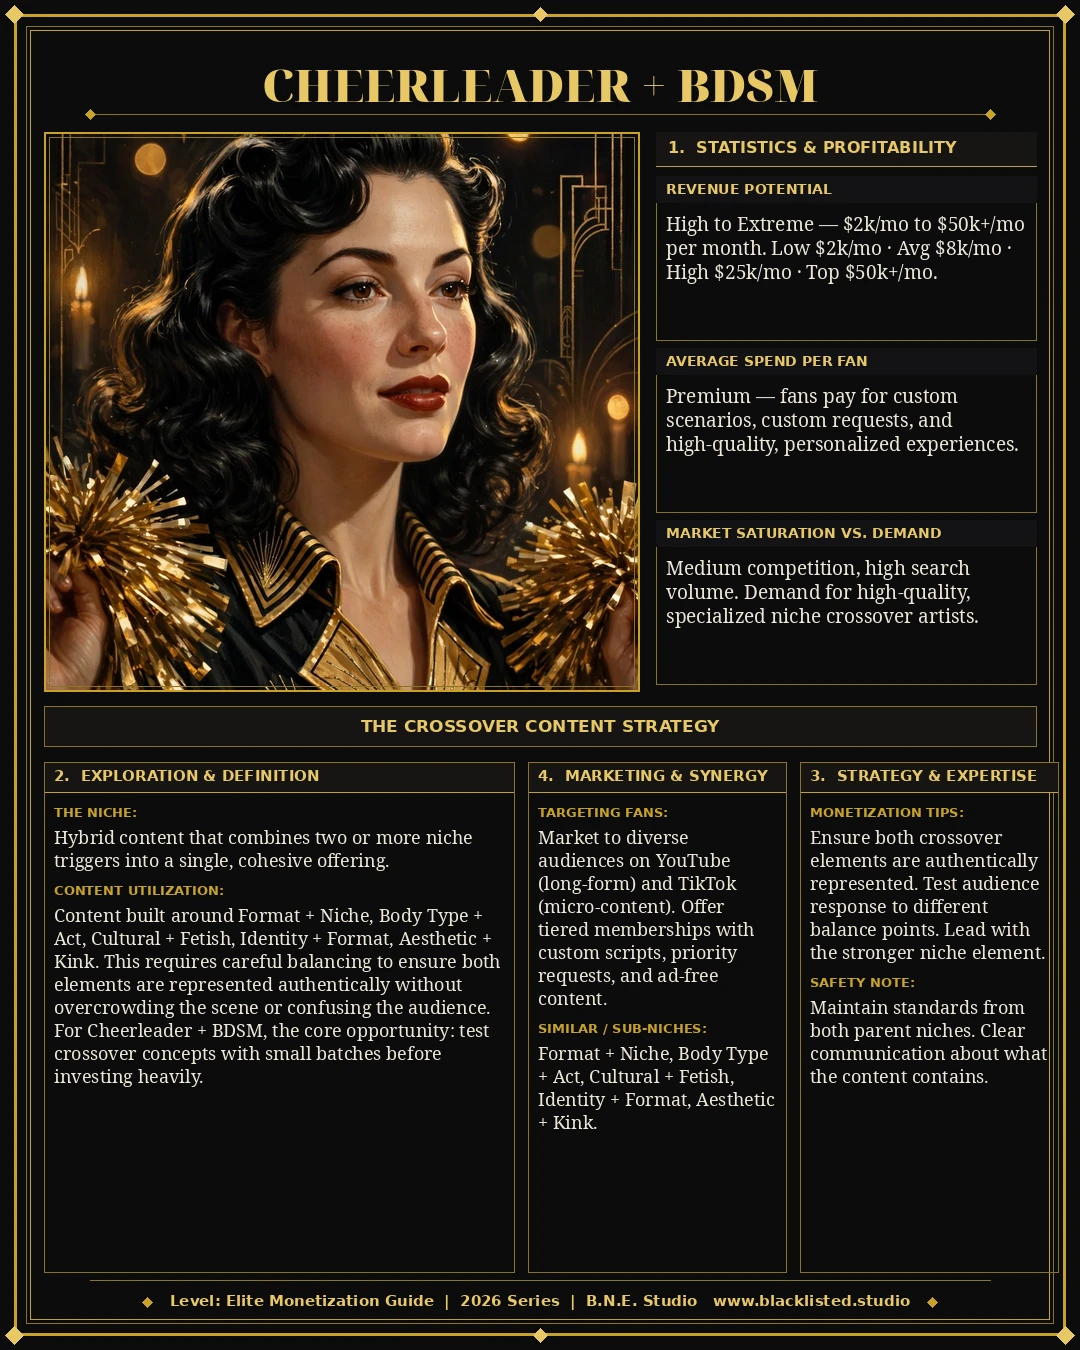 CHEERLEADER + BDSM
1. STATISTICS & PROFITABILITY
REVENUE POTENTIAL
High to Extreme — $2k/mo to $50k+/mo
per month. Low $2k/mo · Avg $8k/mo ·
High $25k/mo · Top $50k+/mo.
AVERAGE SPEND PER FAN
Premium — fans pay for custom
scenarios, custom requests, and
high-quality, personalized experiences.
MARKET SATURATION VS. DEMAND
Medium competition, high search
volume. Demand for high-quality,
specialized niche crossover artists.
THE CROSSOVER CONTENT STRATEGY
2. EXPLORATION & DEFINITION
THE NICHE:
Hybrid content that combines two or more niche
triggers into a single, cohesive offering.
CONTENT UTILIZATION:
Content built around Format + Niche, Body Type +
Act, Cultural + Fetish, Identity + Format, Aesthetic +
Kink. This requires careful balancing to ensure both
elements are represented authentically without
overcrowding the scene or confusing the audience.
For Cheerleader + BDSM, the core opportunity: test
crossover concepts with small batches before
investing heavily.
4. MARKETING & SYNERGY
TARGETING FANS:
Market to diverse
audiences on YouTube
(long-form) and TikTok
(micro-content). Offer
tiered memberships with
custom scripts, priority
requests, and ad-free
content.
SIMILAR / SUB-NICHES:
Format + Niche, Body Type
+ Act, Cultural + Fetish,
Identity + Format, Aesthetic
+ Kink.
3. STRATEGY & EXPERTISE
MONETIZATION TIPS:
Ensure both crossover
elements are authentically
represented. Test audience
response to different
balance points. Lead with
the stronger niche element.
SAFETY NOTE:
Maintain standards from
both parent niches. Clear
communication about what
the content contains.
Level: Elite Monetization Guide | 2026 Series | B.N.E. Studio www.blacklisted.studio